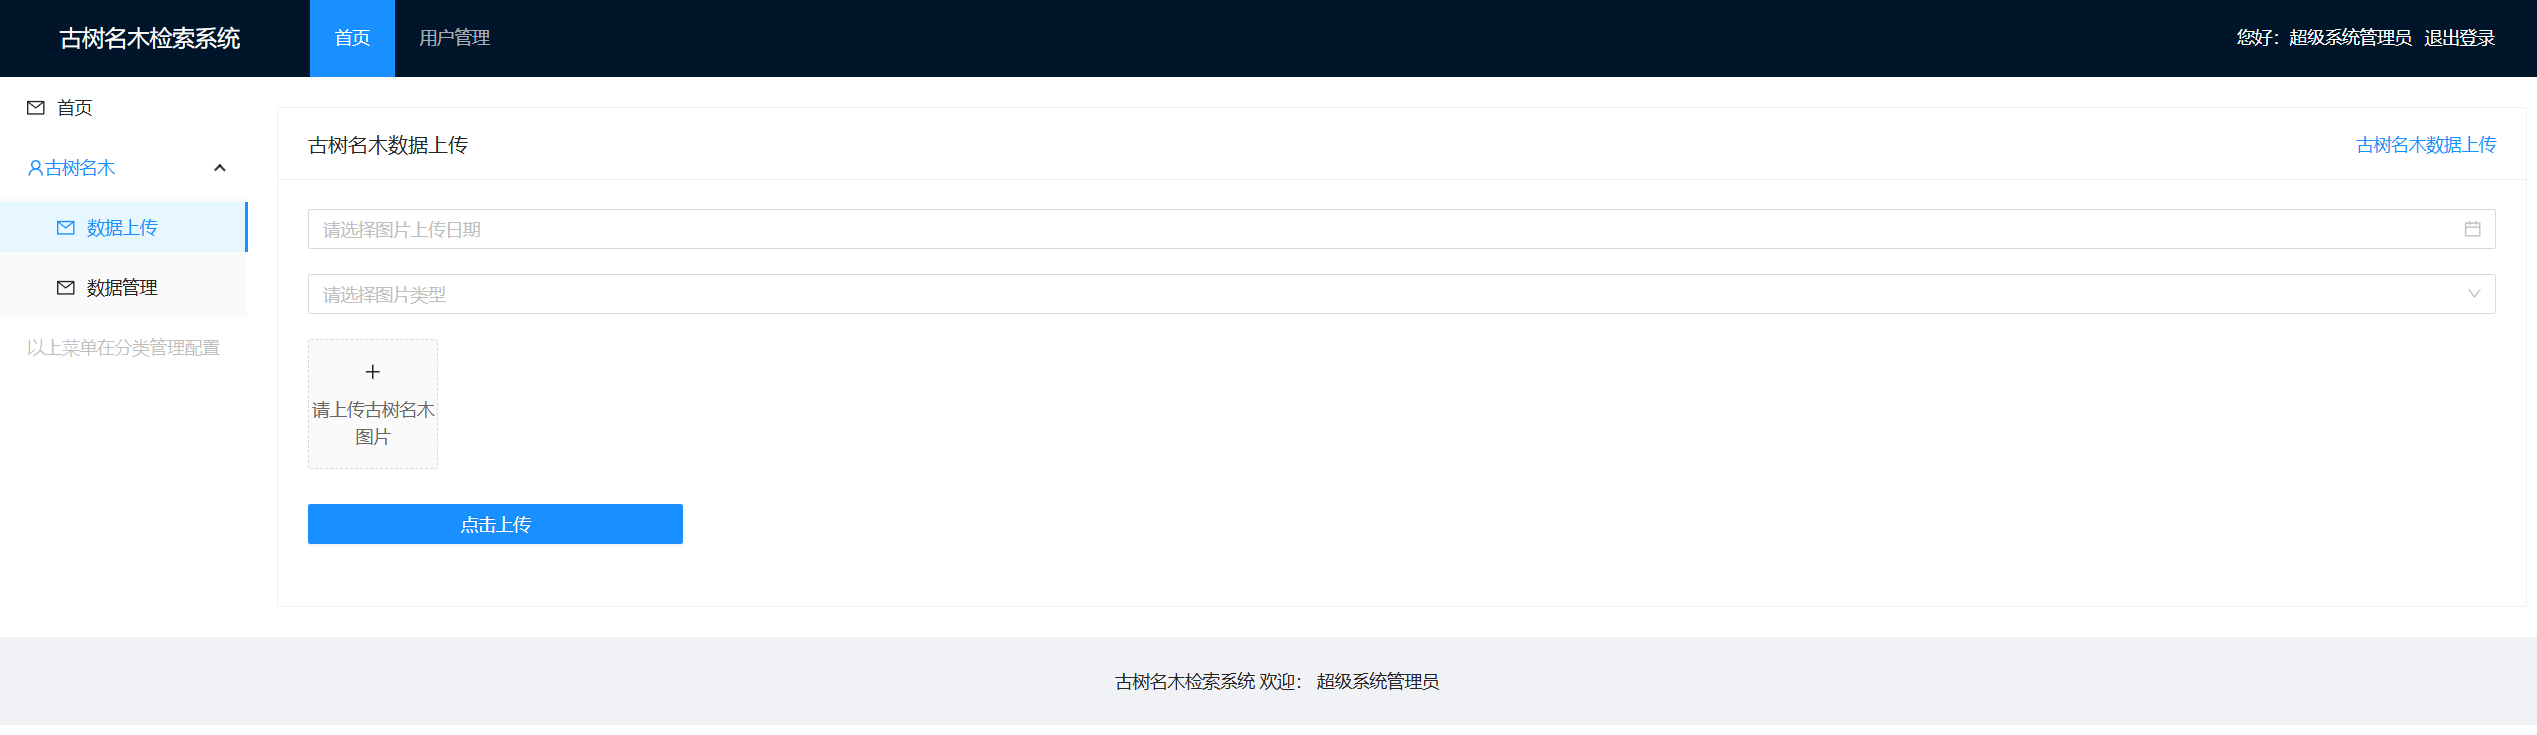 古树名木检索系统 首页 用户管理 您好：超级系统管理员 退出登录
首页
古树名木
数据上传
数据管理
以上菜单在分类管理配置
古树名木数据上传 古树名木数据上传
请选择图片上传日期
请选择图片类型
请上传古树名木
图片
点击上传
古树名木检索系统 欢迎： 超级系统管理员